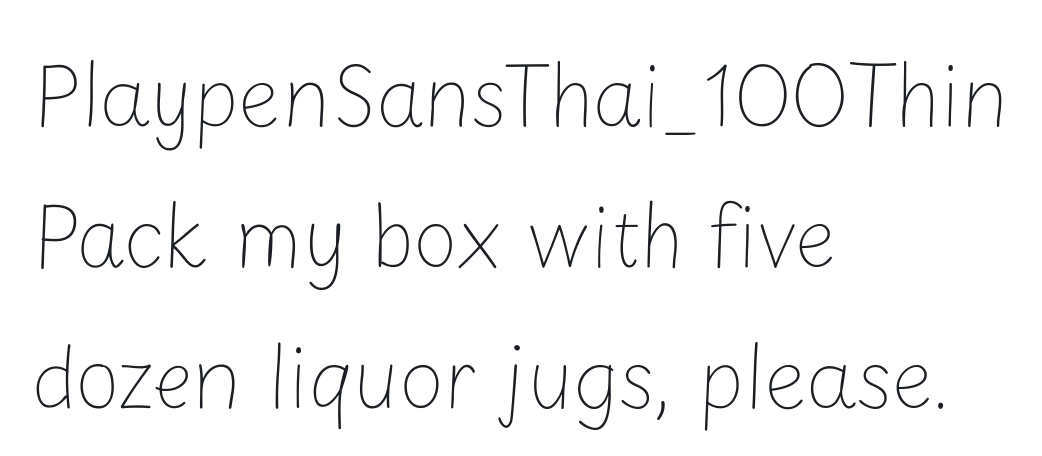 PlaypenSansThai_100Thin
Pack my box with five
dozen liquor jugs, please.